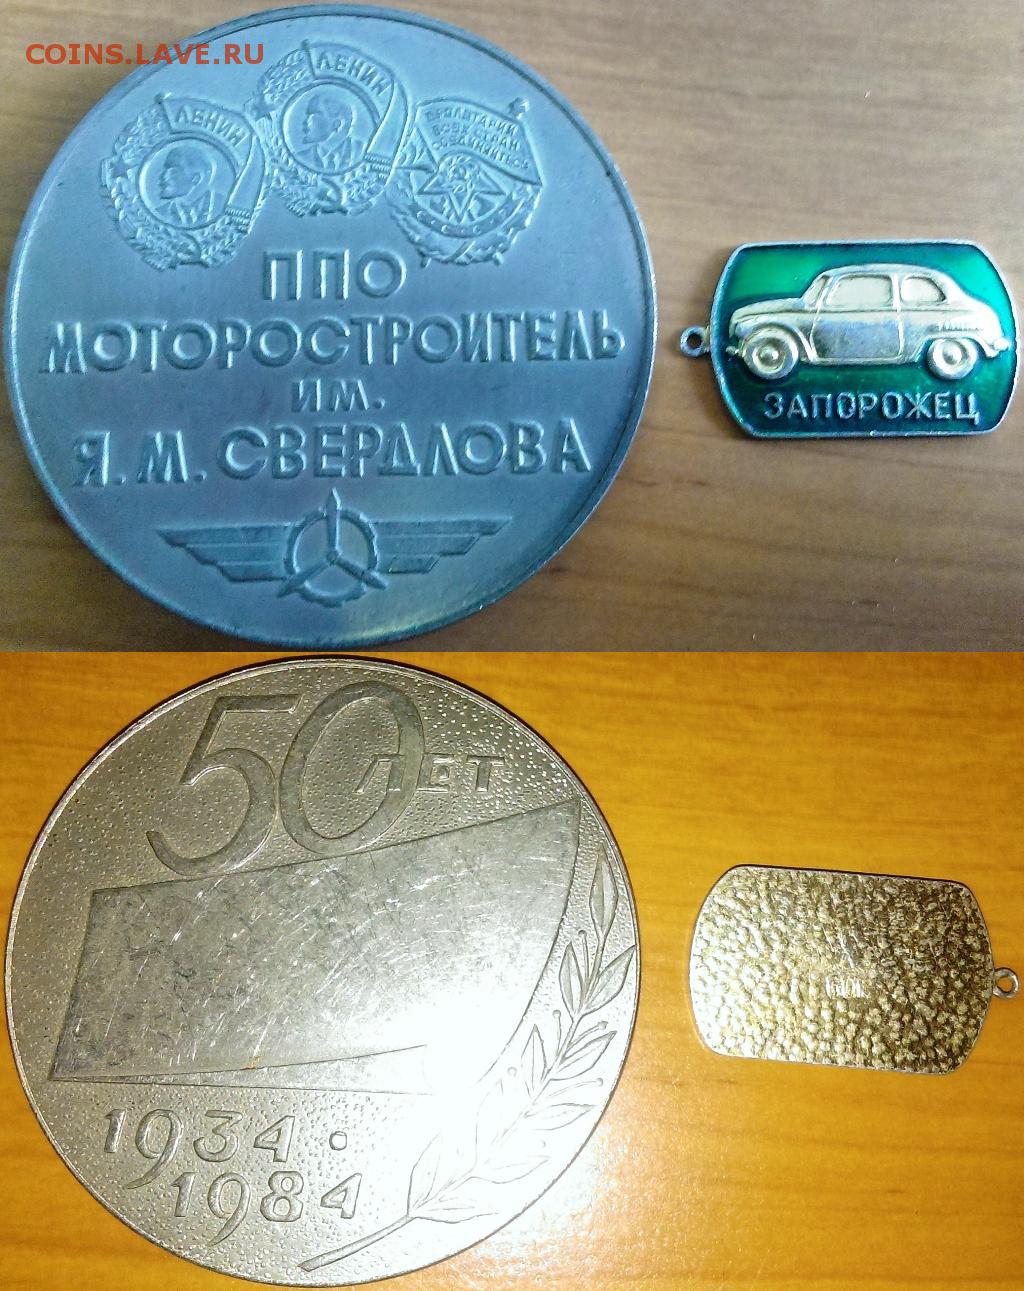 COINS.LAVE.RU
ЛЕНИН
ЛЕНИН
ПРОЛЕТАРИИ
ВСЕХ СТРАН
СОЕДИНЯЙТЕСЬ
ППО
МОТОРОСТРОИТЕЛЬ
ИМ.
Я.М. СВЕРДЛОВА
ЗАПОРОЖЕЦ
50 ЛЕТ
1934 ·
1984